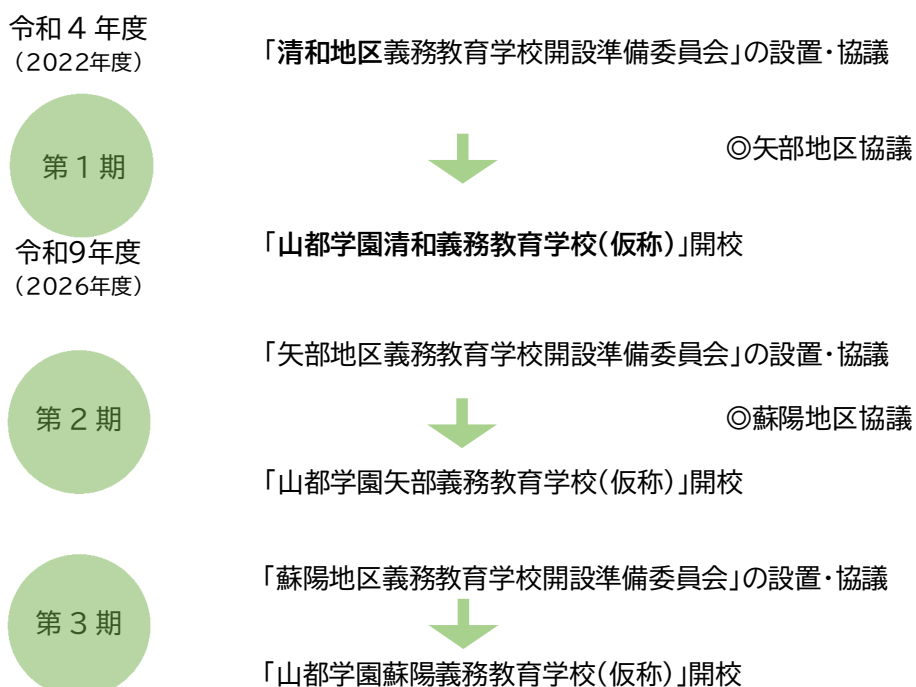 令和４年度
（2022年度）
「清和地区義務教育学校開設準備委員会」の設置・協議
第１期
◎矢部地区協議
令和9年度
（2026年度）
「山都学園清和義務教育学校（仮称）」開校
「矢部地区義務教育学校開設準備委員会」の設置・協議
第２期
◎蘇陽地区協議
「山都学園矢部義務教育学校（仮称）」開校
「蘇陽地区義務教育学校開設準備委員会」の設置・協議
第３期
「山都学園蘇陽義務教育学校（仮称）」開校